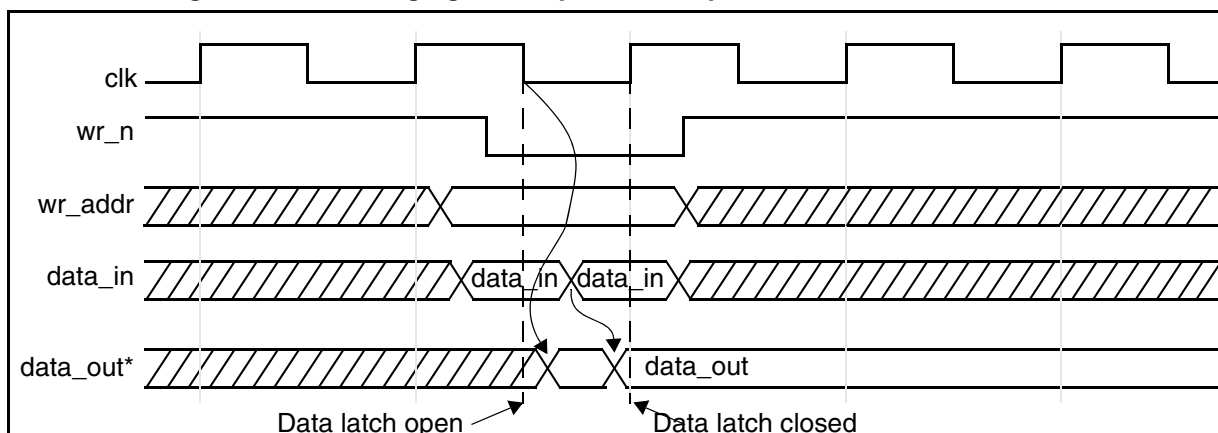 clk
wr_n
wr_addr
data_in data_in data_in
data_out* data_out
Data latch open Data latch closed